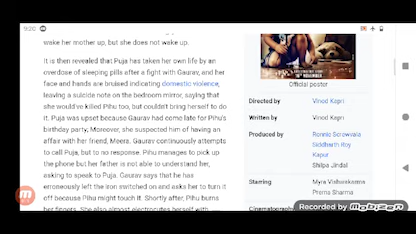 9:20
wake her mother up, but she does not wake up.
It is then revealed that Puja has taken her own life by an
overdose of sleeping pills after a fight with Gaurav, and her
face and hands are bruised indicating domestic violence,
leaving a suicide note on the bedroom mirror, saying that
she would've killed Pihu too, but couldn't bring herself to do
it. Puja was upset because Gaurav had come late for Pihu's
birthday party; Moreover, she suspected him of having an
affair with her friend, Meera. Gaurav continuously attempts
to call Puja, but to no response. Pihu manages to pick up
the phone but her father is not able to understand her,
asking to speak to Puja. Gaurav says that he has
erroneously left the iron switched on and asks her to turn it
off because Pihu might touch it. Shortly after, Pihu burns
her fingers. She also almost electrocutes herself with
Official poster
Directed by Vinod Kapri
Written by Vinod Kapri
Produced by Ronnie Screwvala
Siddharth Roy
Kapur
Shilpa Jindal
Starring Myra Vishwakarma
Prerna Sharma
Cinematography
Recorded by mobizen